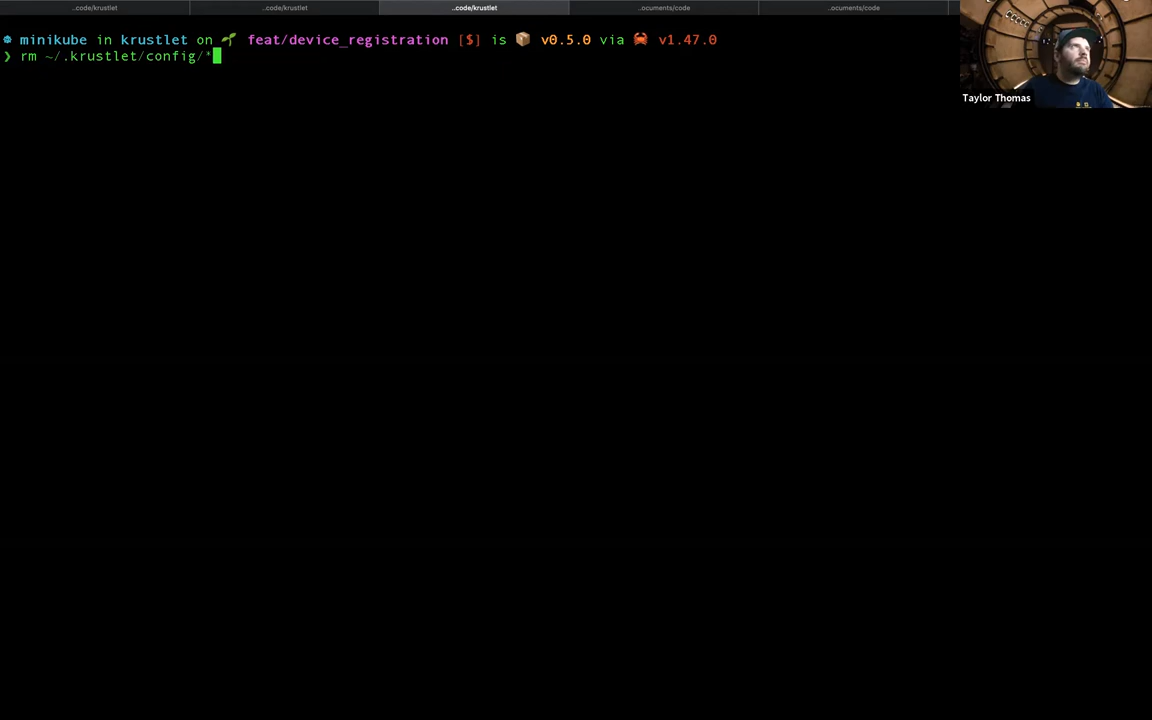 ..code/krustlet
..code/krustlet
..code/krustlet
..ocuments/code
..ocuments/code
minikube in krustlet on 🌱 feat/device_registration [$] is 📦 v0.5.0 via 🦀 v1.47.0
❯ rm ~/.krustlet/config/*
Taylor Thomas